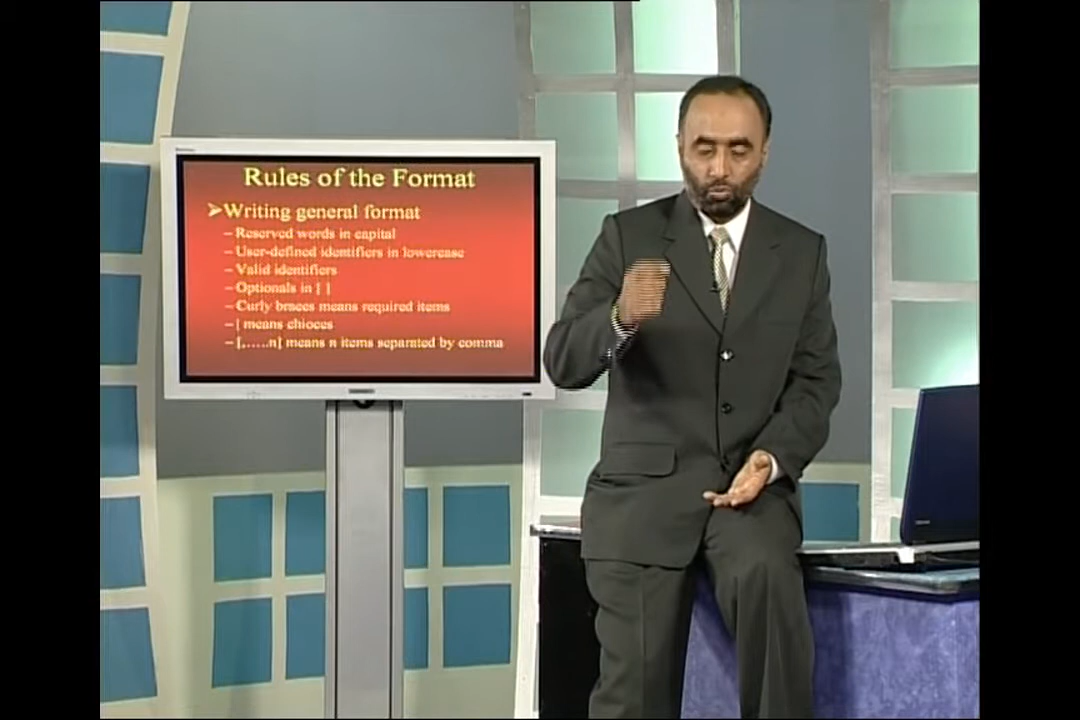 Rules of the Format
➢Writing general format
–Reserved words in capital
–User-defined identifiers in lowercase
–Valid identifiers
–Optionals in [ ]
–Curly braces means required items
–| means choices
–[,.....n] means n items separated by comma